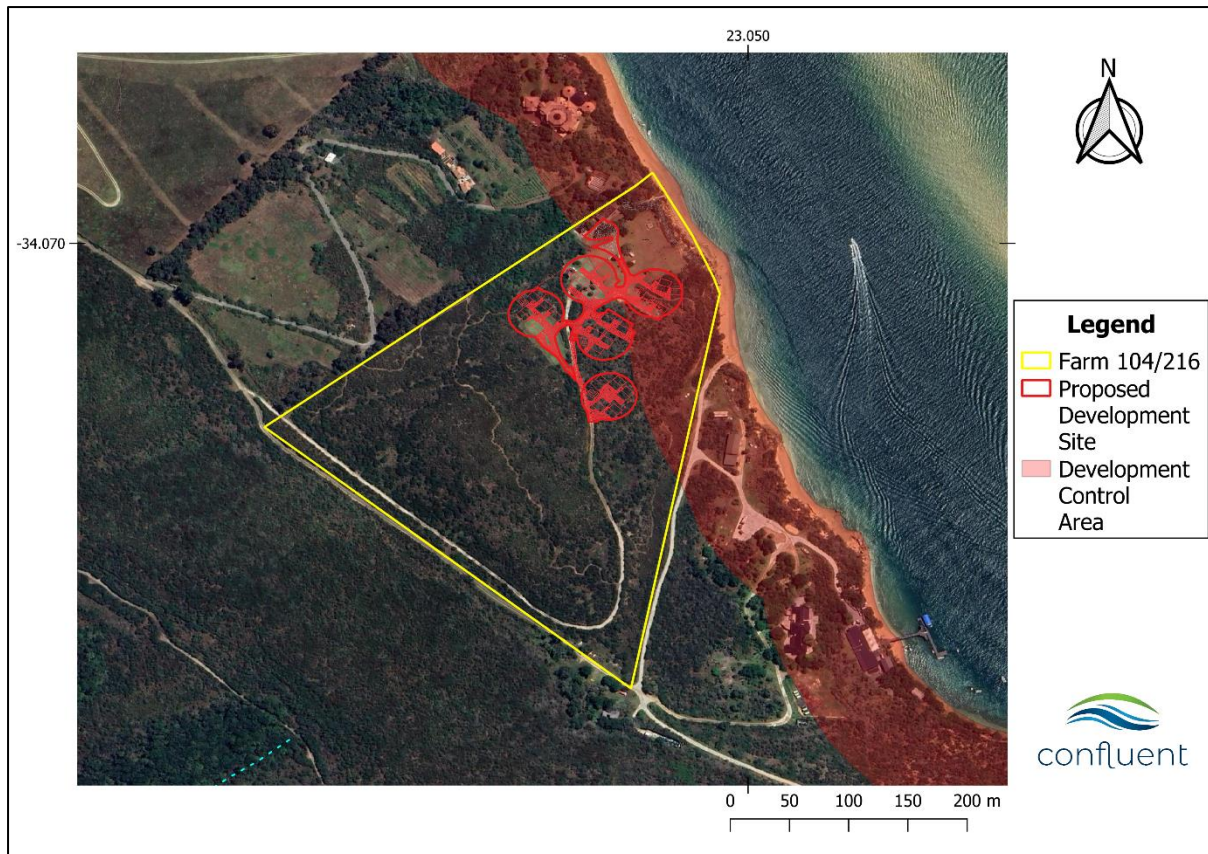 23.050
N
-34.070
Legend
Farm 104/216
Proposed
Development
Site
Development
Control
Area
confluent
0 50 100 150 200 m